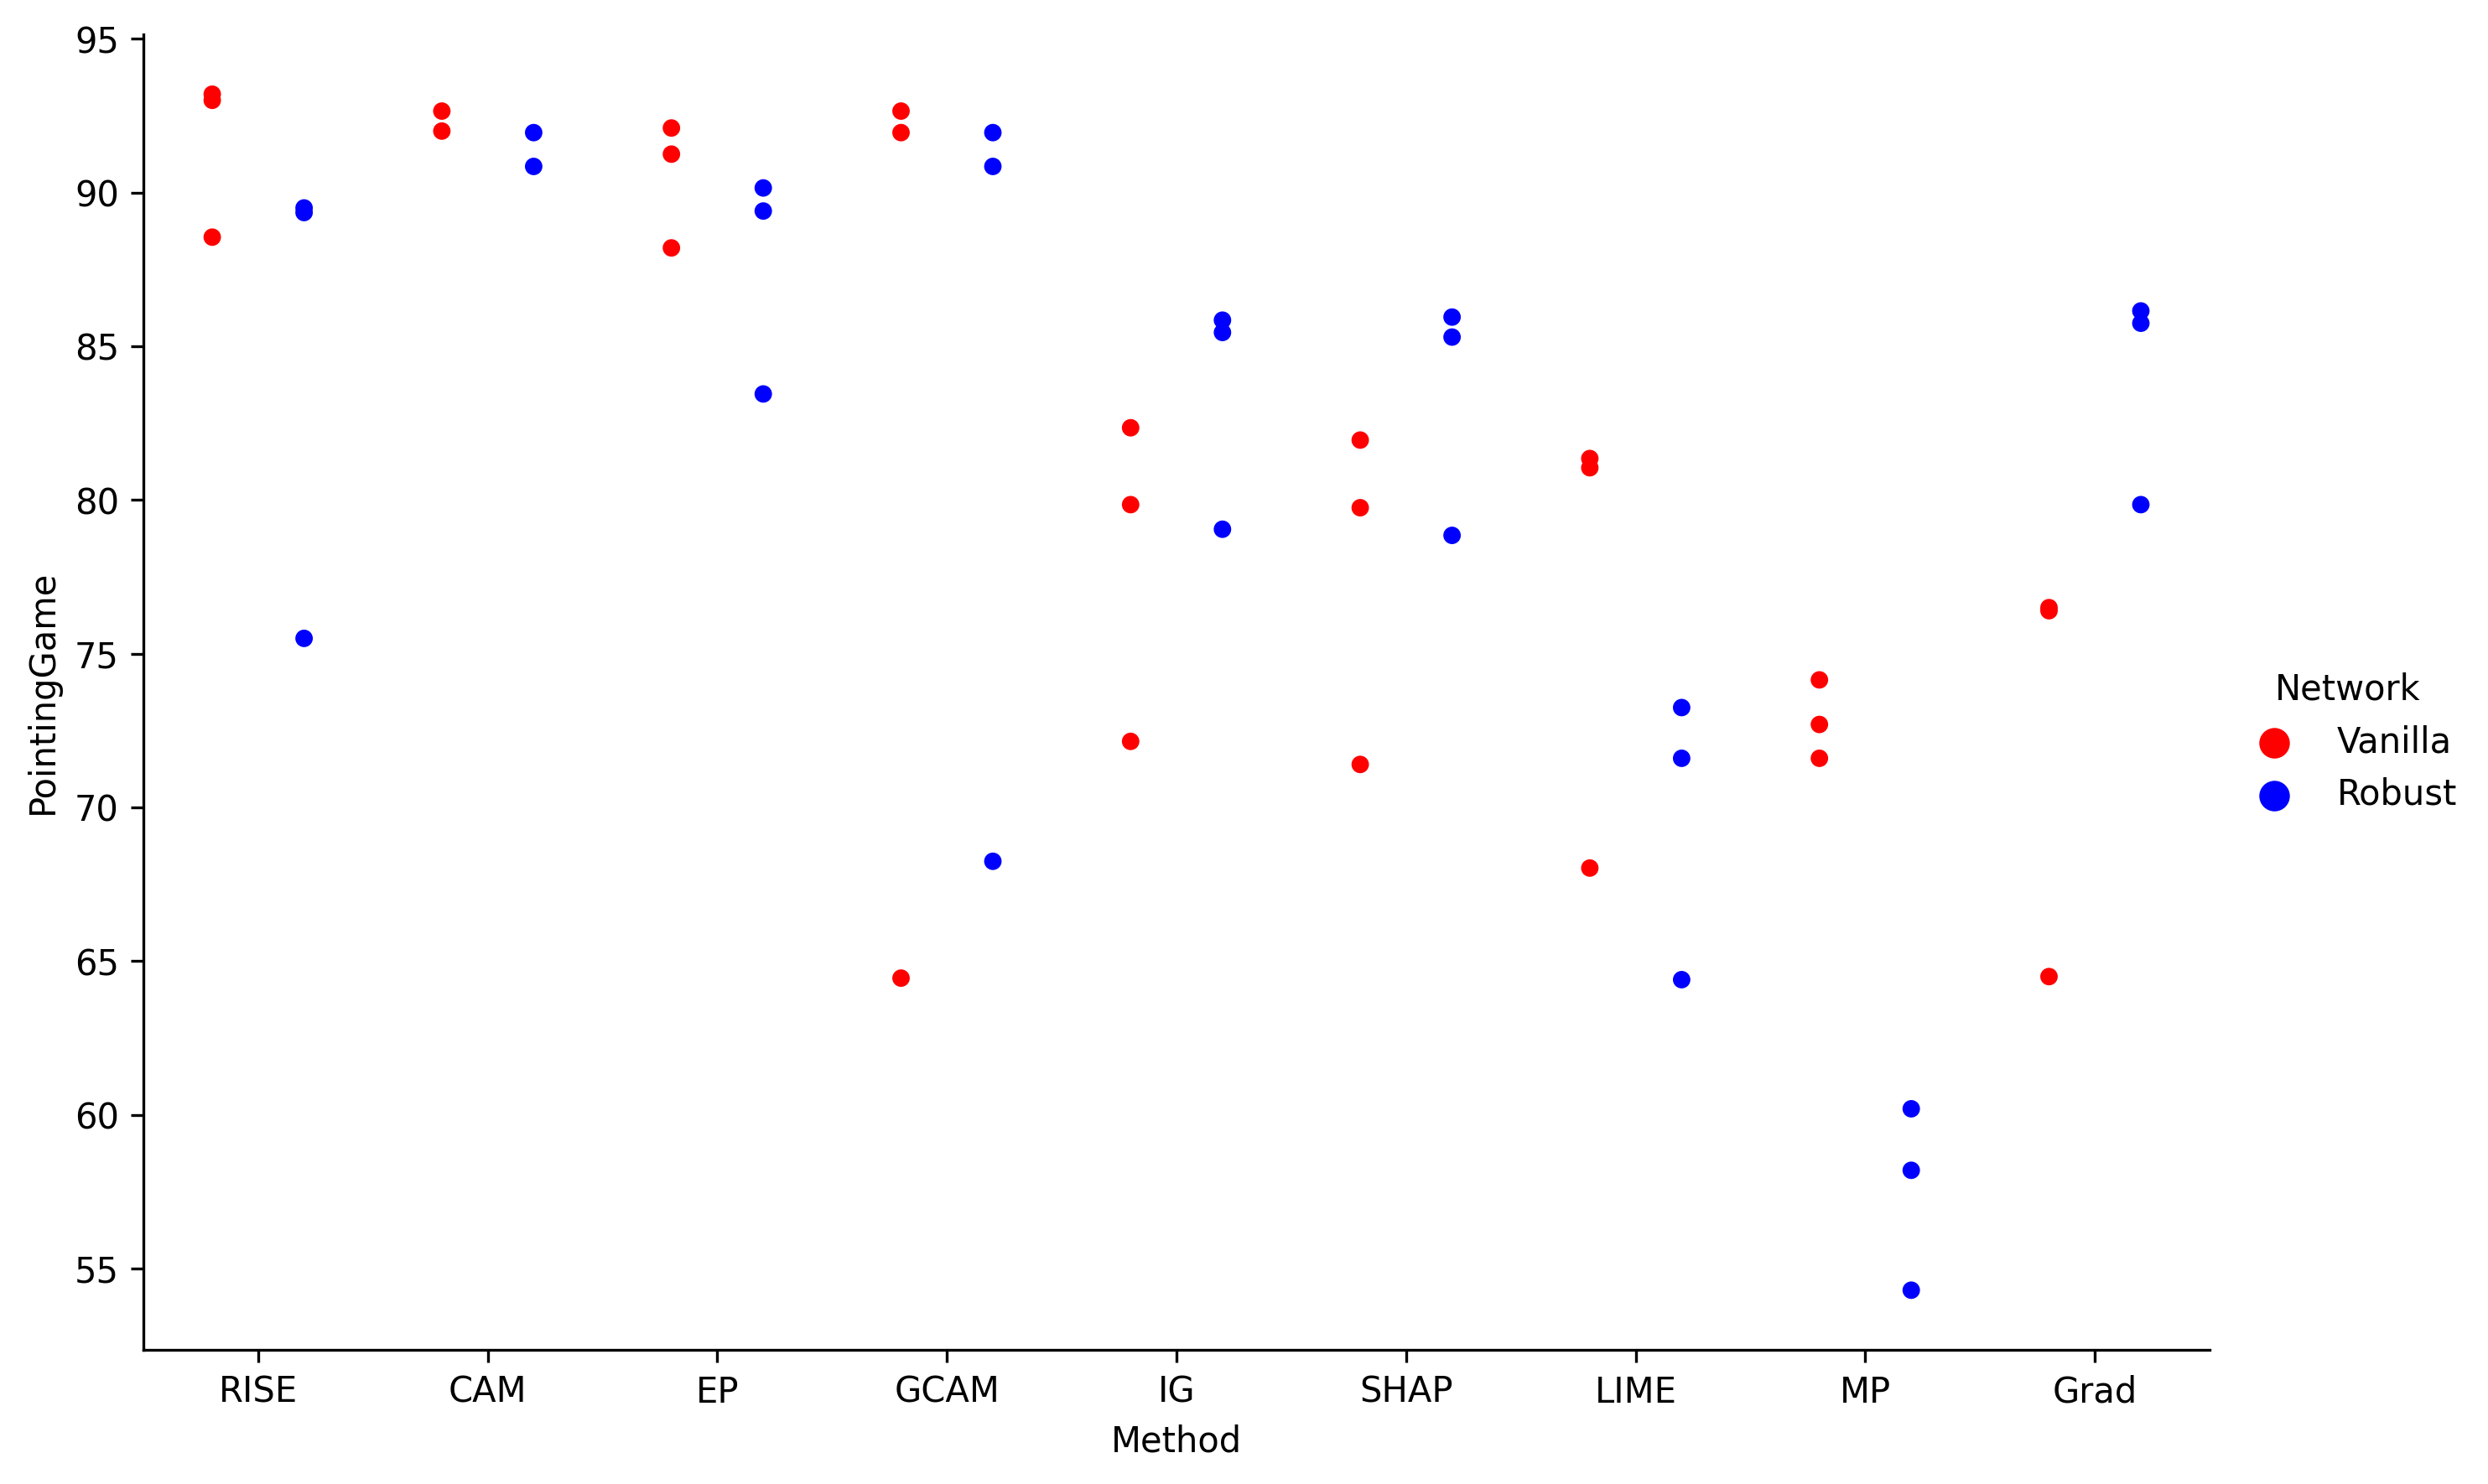 95
90
85
80
75
70
65
60
55
PointingGame
RISE CAM EP GCAM IG SHAP LIME MP Grad
Method
Network
Vanilla
Robust